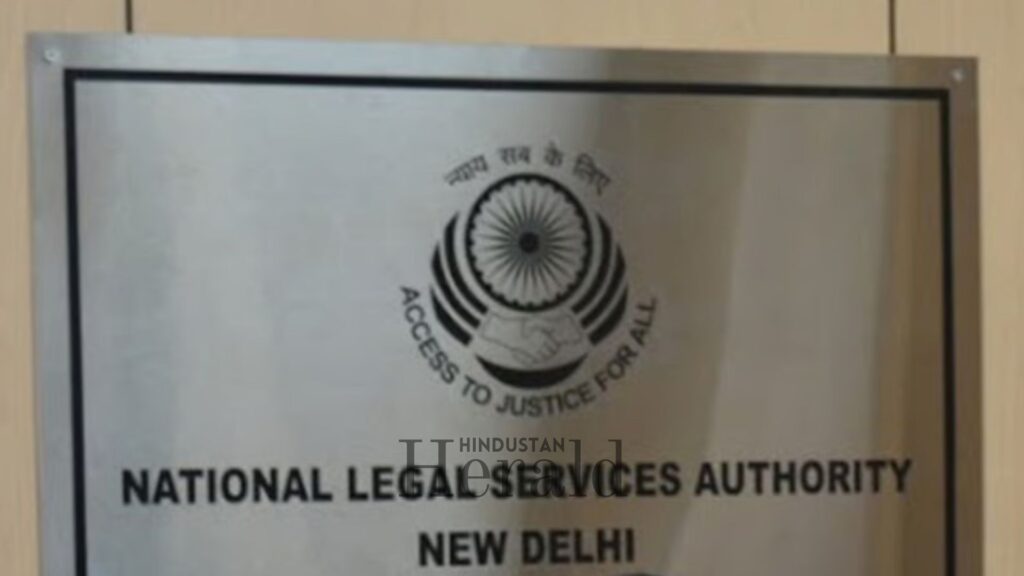 न्याय सब के लिए
ACCESS TO JUSTICE FOR ALL
HINDUSTAN
Herald
NATIONAL LEGAL SERVICES AUTHORITY
NEW DELHI